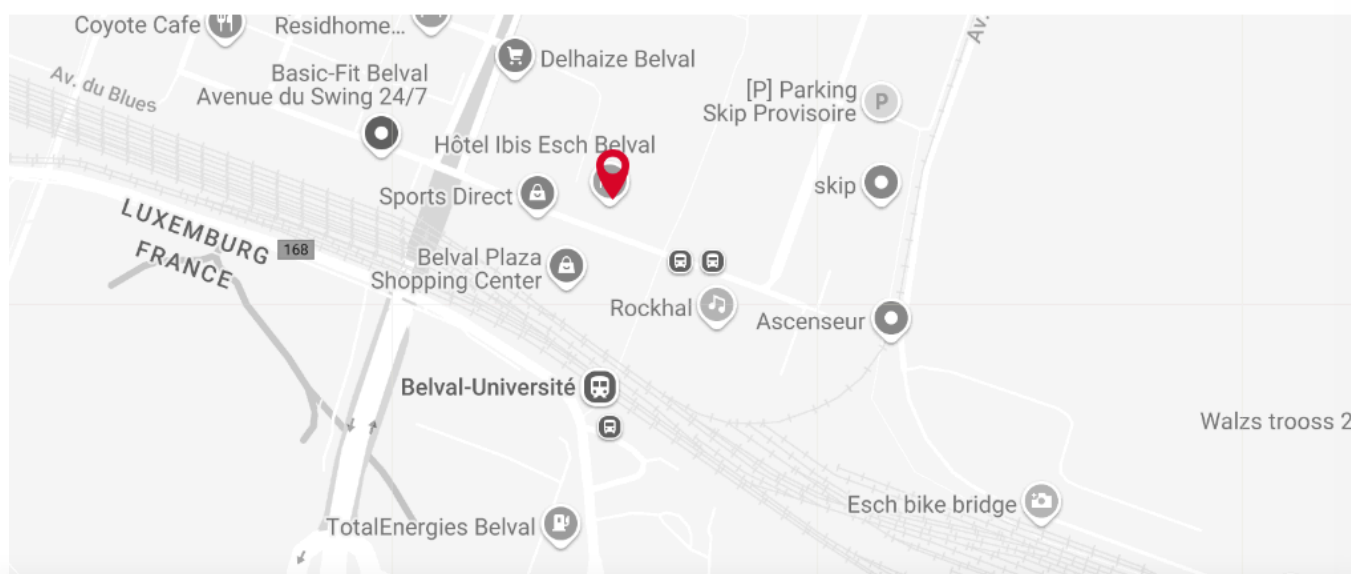 Coyote Cafe
Residhome...
Delhaize Belval
Av.
Av. du Blues
Basic-Fit Belval
Avenue du Swing 24/7
[P] Parking
Skip Provisoire
P
Hôtel Ibis Esch Belval
Sports Direct
skip
LUXEMBURG
168
FRANCE
Belval Plaza
Shopping Center
Rockhal
Ascenseur
Belval-Université
Walzs trooss 2
Esch bike bridge
TotalEnergies Belval